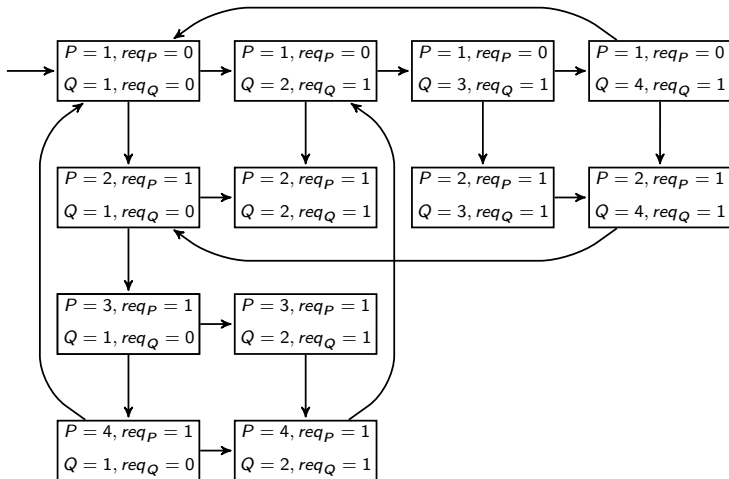 P = 1, req_P = 0
Q = 1, req_Q = 0
P = 1, req_P = 0
Q = 2, req_Q = 1
P = 1, req_P = 0
Q = 3, req_Q = 1
P = 1, req_P = 0
Q = 4, req_Q = 1
P = 2, req_P = 1
Q = 1, req_Q = 0
P = 2, req_P = 1
Q = 2, req_Q = 1
P = 2, req_P = 1
Q = 3, req_Q = 1
P = 2, req_P = 1
Q = 4, req_Q = 1
P = 3, req_P = 1
Q = 1, req_Q = 0
P = 3, req_P = 1
Q = 2, req_Q = 1
P = 4, req_P = 1
Q = 1, req_Q = 0
P = 4, req_P = 1
Q = 2, req_Q = 1